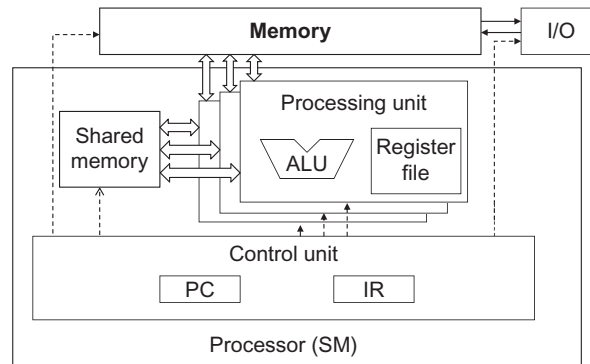 Memory
I/O
Processing unit
Shared
memory
ALU
Register
file
Control unit
PC
IR
Processor (SM)